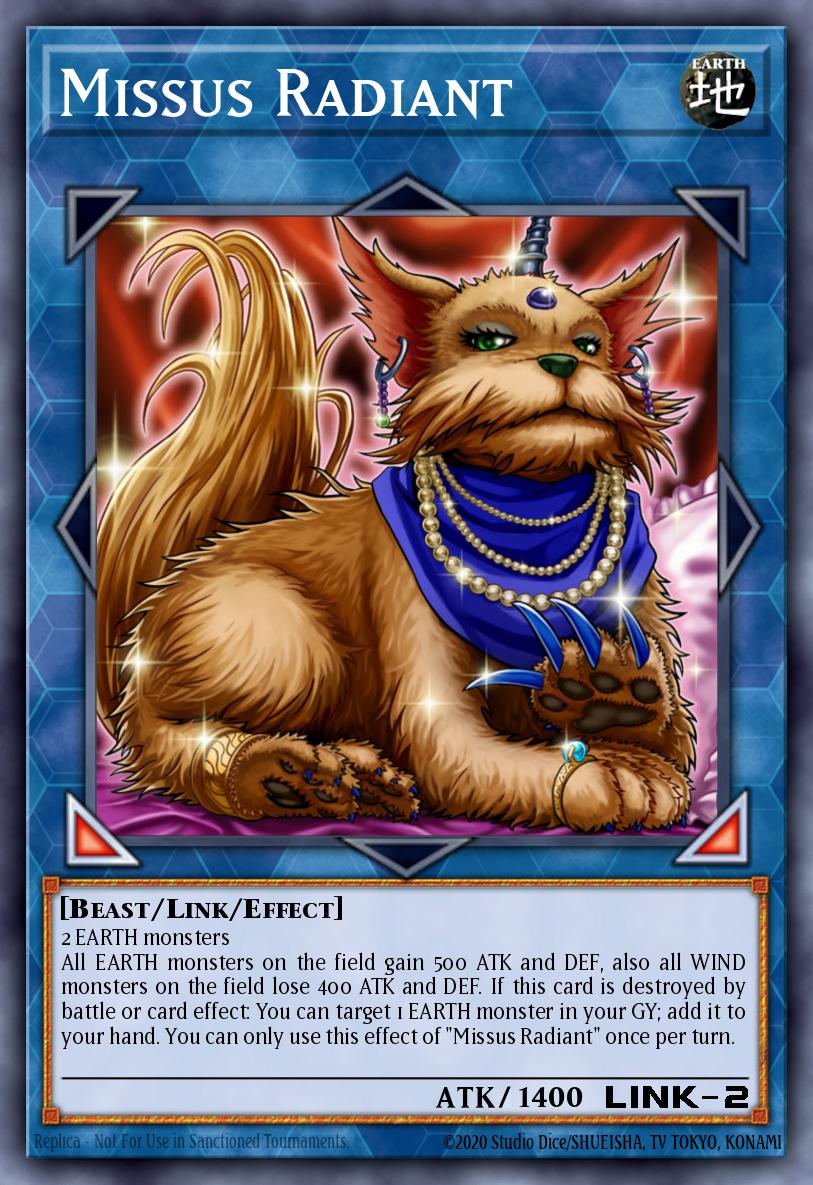 Missus Radiant
EARTH
地
[Beast/Link/Effect]
2 EARTH monsters
All EARTH monsters on the field gain 500 ATK and DEF, also all WIND
monsters on the field lose 400 ATK and DEF. If this card is destroyed by
battle or card effect: You can target 1 EARTH monster in your GY; add it to
your hand. You can only use this effect of "Missus Radiant" once per turn.
ATK/1400 LINK-2
Replica - Not For Use in Sanctioned Tournaments.
©2020 Studio Dice/SHUEISHA, TV TOKYO, KONAMI